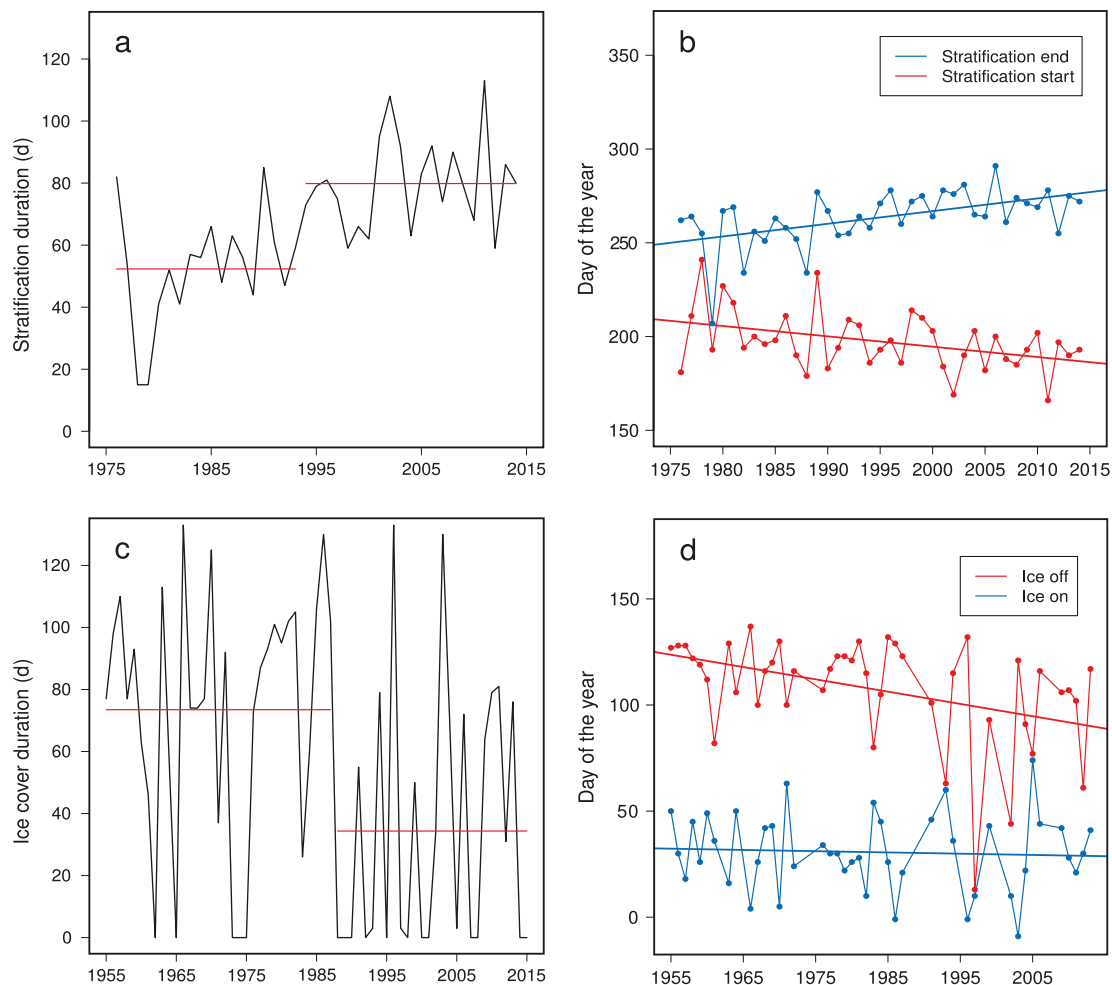 a
Stratification duration (d)
120
100
80
60
40
20
0
1975 1985 1995 2005 2015
b
Stratification end
Stratification start
Day of the year
350
300
250
200
150
1975 1980 1985 1990 1995 2000 2005 2010 2015
c
Ice cover duration (d)
120
100
80
60
40
20
0
1955 1965 1975 1985 1995 2005 2015
d
Ice off
Ice on
Day of the year
150
100
50
0
1955 1965 1975 1985 1995 2005